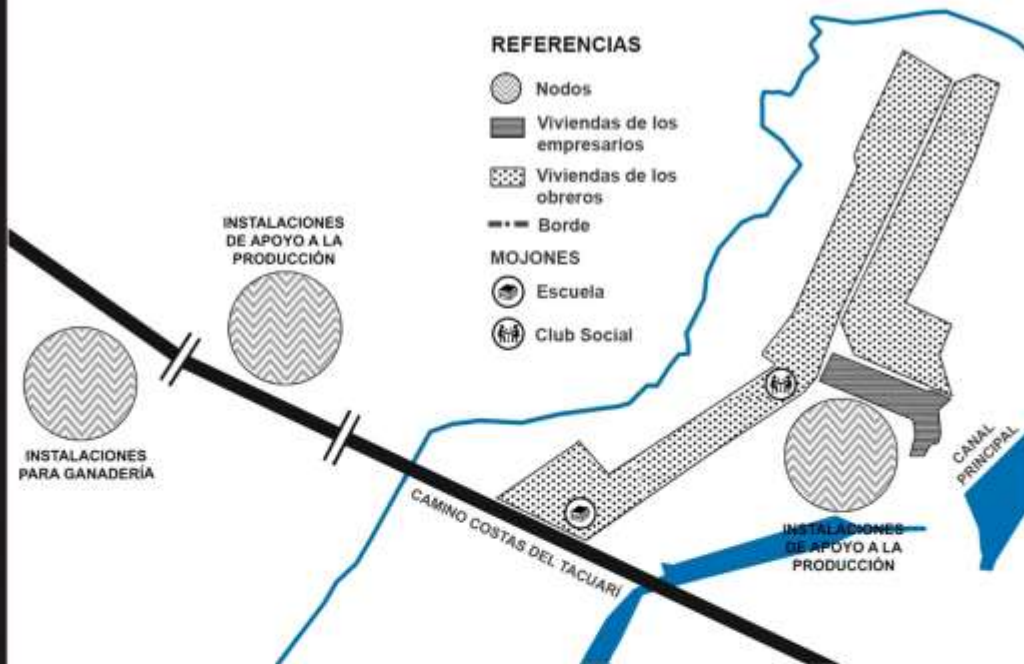 REFERENCIAS
Nodos
Viviendas de los
empresarios
Viviendas de los
obreros
Borde
MOJONES
Escuela
Club Social
INSTALACIONES
DE APOYO A LA
PRODUCCIÓN
INSTALACIONES
PARA GANADERÍA
CAMINO COSTAS DEL TACUARÍ
CANAL
PRINCIPAL
INSTALACIONES
DE APOYO A LA
PRODUCCIÓN